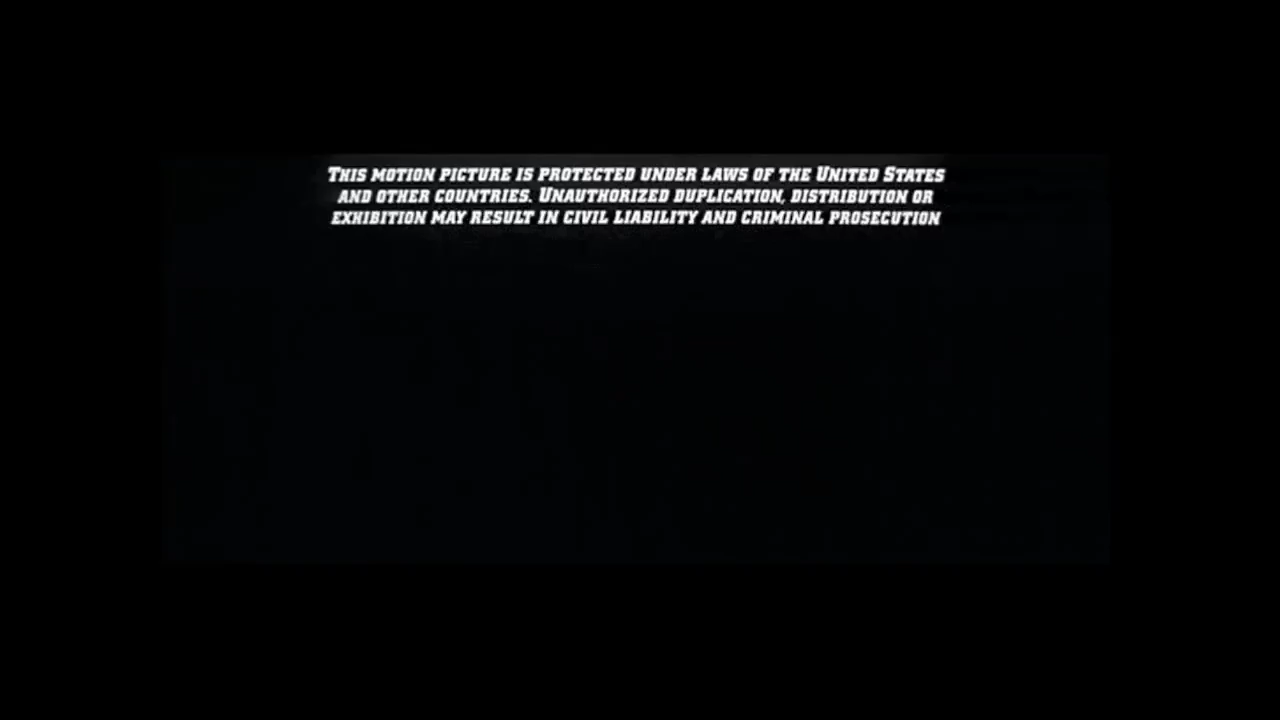 This motion picture is protected under laws of the United States
and other countries. Unauthorized duplication, distribution or
exhibition may result in civil liability and criminal prosecution